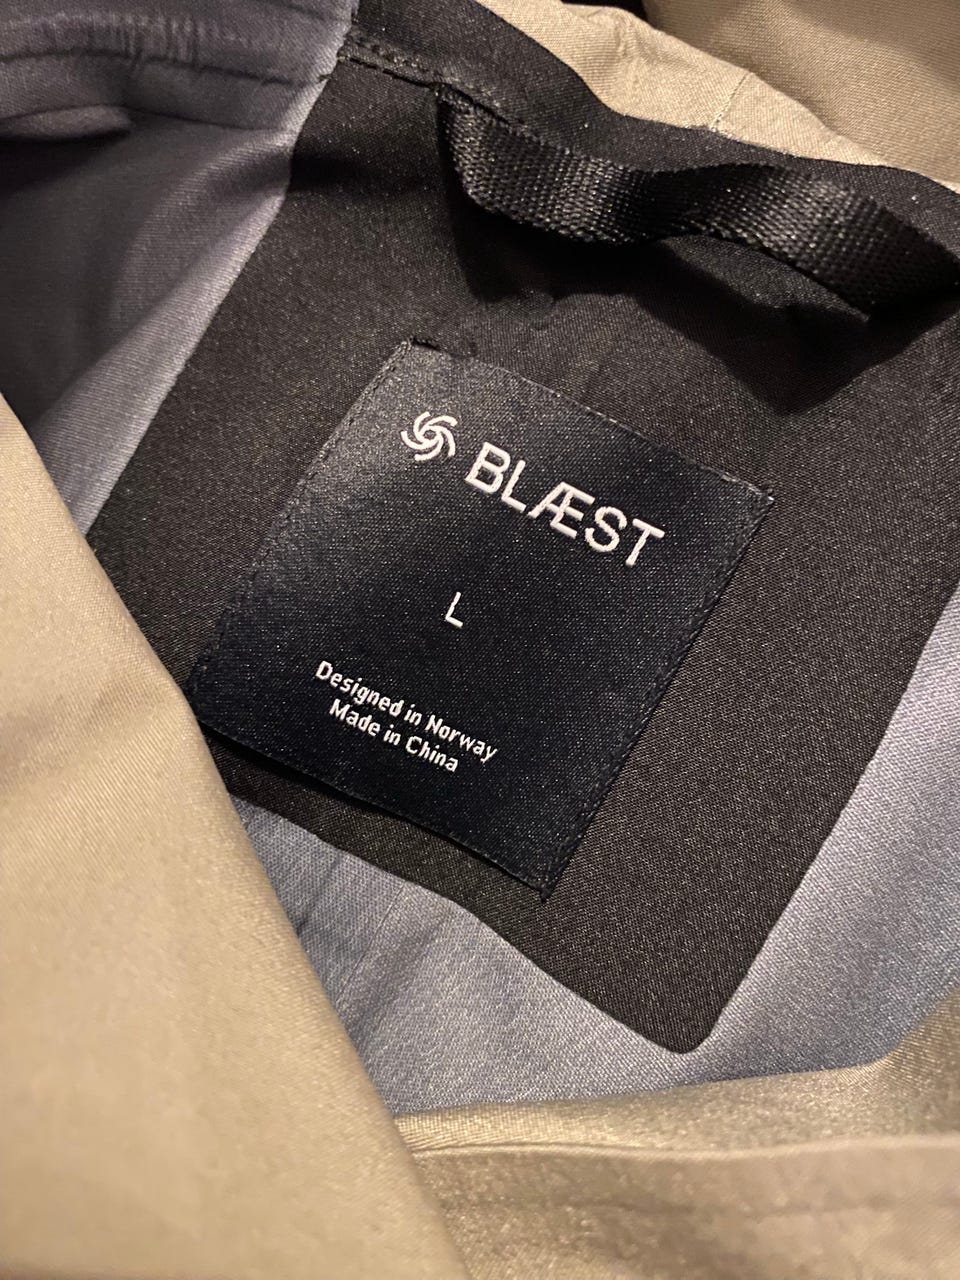 BLÆST
L
Designed in Norway
Made in China